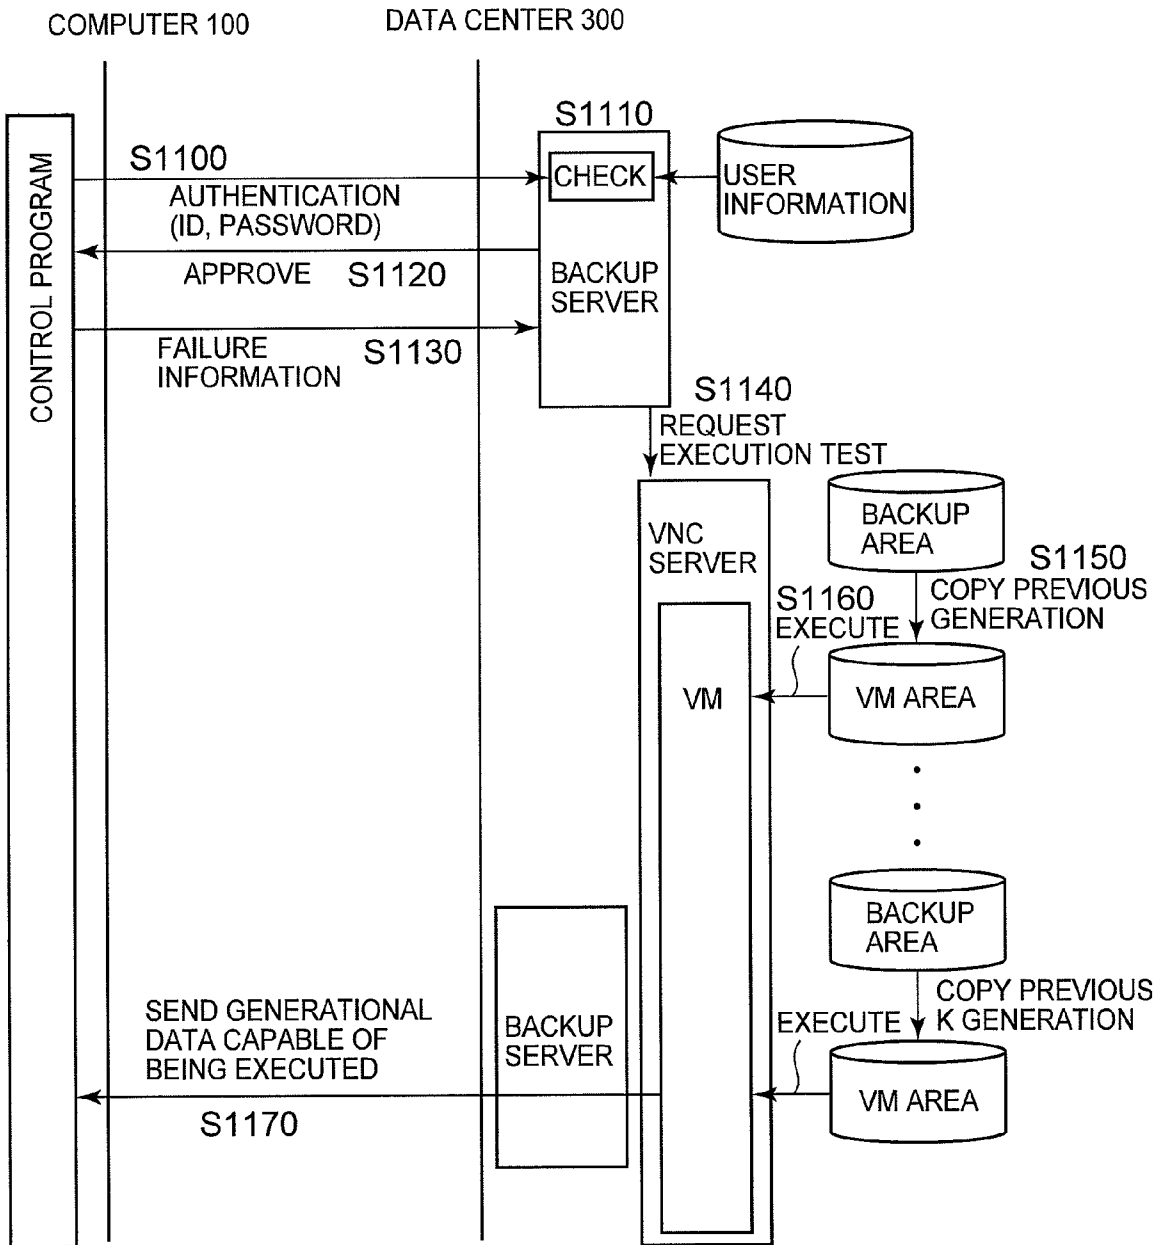 COMPUTER 100
DATA CENTER 300
CONTROL PROGRAM
S1100
AUTHENTICATION
(ID, PASSWORD)
S1110
CHECK
USER
INFORMATION
APPROVE
S1120
BACKUP
SERVER
FAILURE
INFORMATION
S1130
S1140
REQUEST
EXECUTION TEST
VNC
SERVER
BACKUP
AREA
S1150
COPY PREVIOUS
GENERATION
S1160
EXECUTE
VM
VM AREA
BACKUP
AREA
COPY PREVIOUS
K GENERATION
EXECUTE
VM AREA
SEND GENERATIONAL
DATA CAPABLE OF
BEING EXECUTED
BACKUP
SERVER
S1170